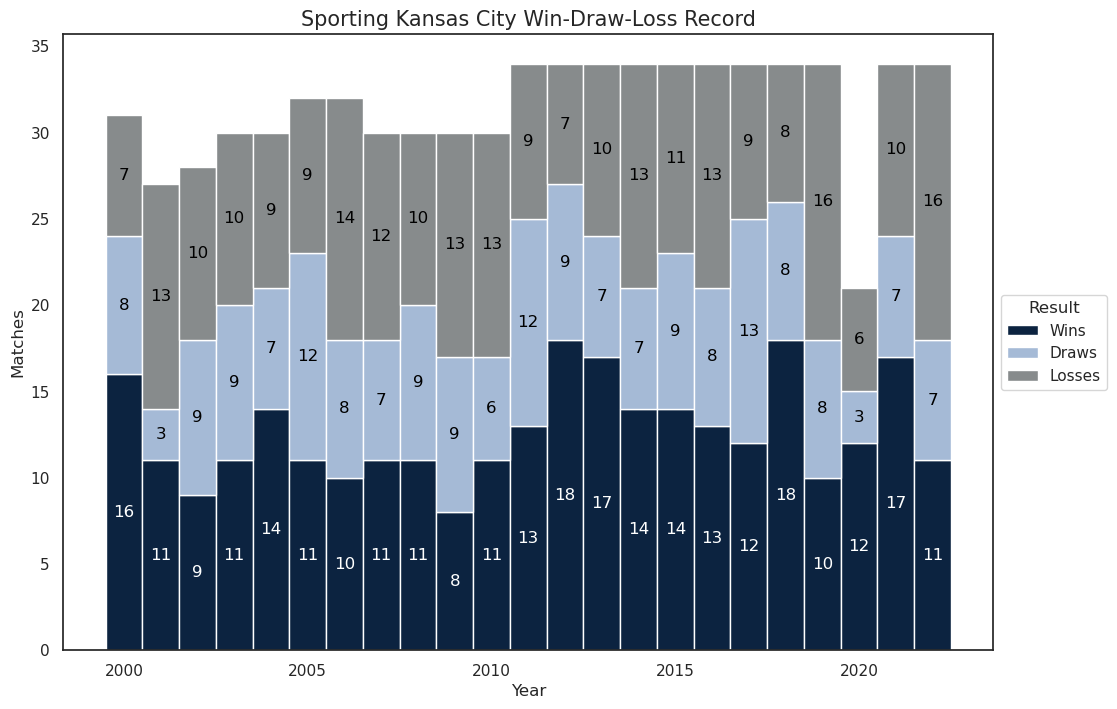 Sporting Kansas City Win-Draw-Loss Record
Matches
35
30
25
20
15
10
5
0
7 13 10 10 9 9 14 12 10 13 13 9 7 10 13 11 13 9 8 16 6 10 16
8 3 9 9 7 12 8 7 9 9 6 12 9 7 7 9 8 13 8 8 3 7 7
16 11 9 11 14 11 10 11 11 8 11 13 18 17 14 14 13 12 18 10 12 17 11
2000 2005 2010 2015 2020
Year
Result
Wins
Draws
Losses